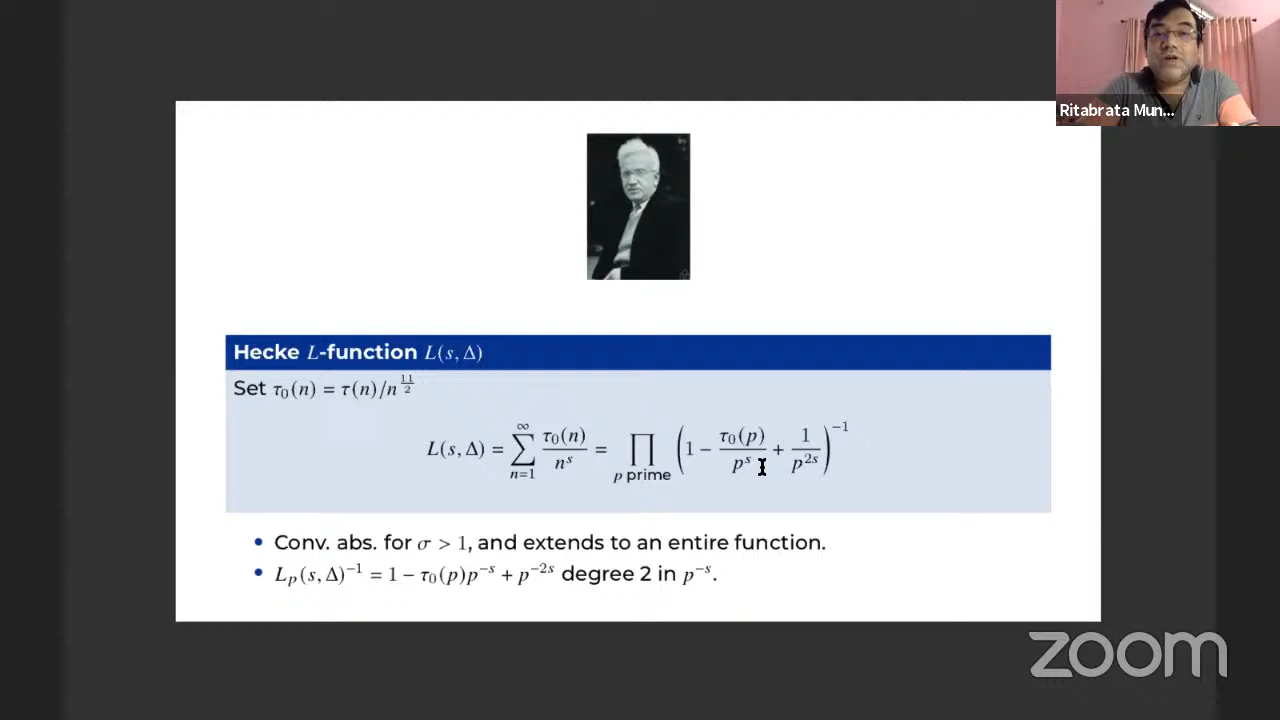 Ritabrata Mun...
Hecke L-function L(s, Δ)
Set τ₀(n) = τ(n)/n^{11/2}
L(s, Δ) = ∑_{n=1}^{∞} τ₀(n)/n^s = ∏_{p prime} (1 − τ₀(p)/p^s + 1/p^{2s})^{−1}
• Conv. abs. for σ > 1, and extends to an entire function.
• L_p(s, Δ)^{−1} = 1 − τ₀(p)p^{−s} + p^{−2s} degree 2 in p^{−s}.
zoom